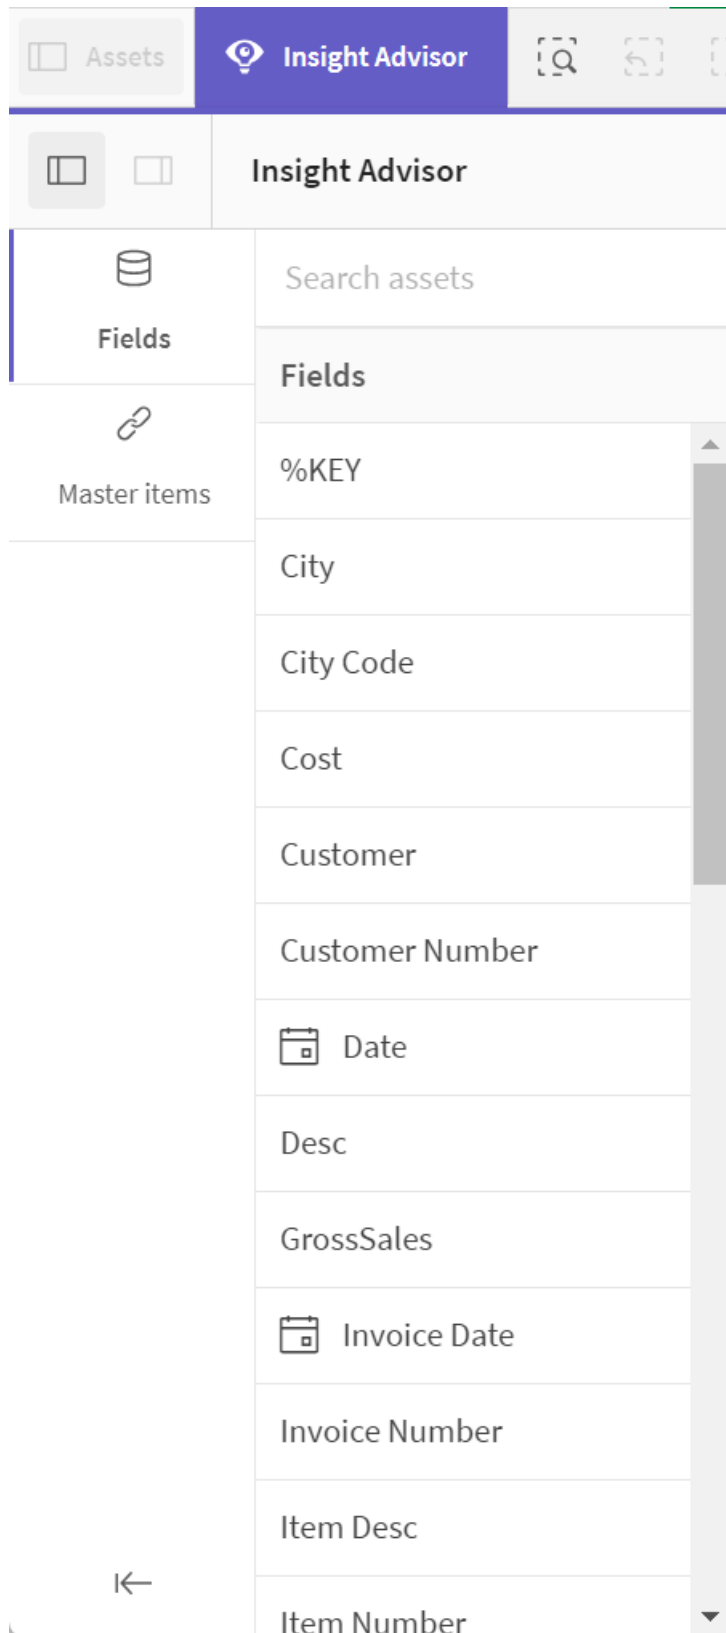 Assets
Insight Advisor
Insight Advisor
Fields
Master items
Search assets
Fields
%KEY
City
City Code
Cost
Customer
Customer Number
Date
Desc
GrossSales
Invoice Date
Invoice Number
Item Desc
Item Number